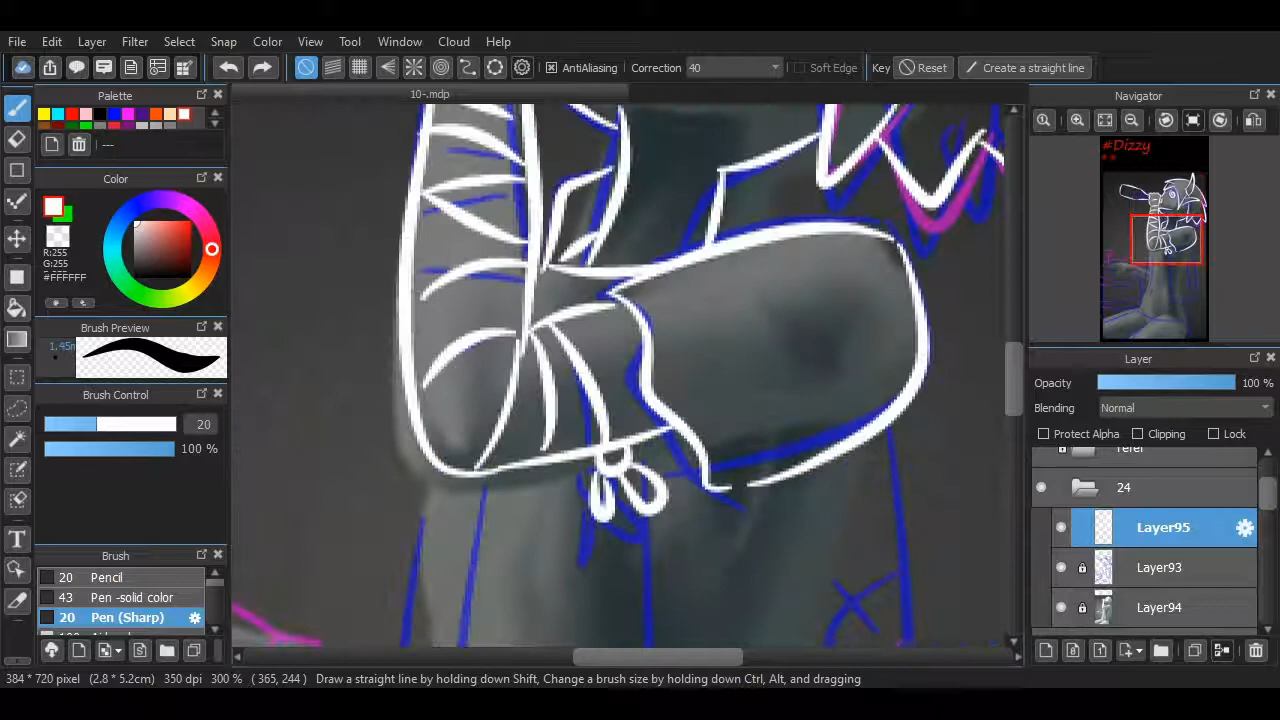 File Edit Layer Filter Select Snap Color View Tool Window Cloud Help
AntiAliasing Correction 40 Soft Edge Key Reset Create a straight line
Palette
10-.mdp
Navigator
---
#Dizzy
Color
R:255
G:255
B:255
#FFFFFF
Brush Preview
Layer
Opacity 100 %
Brush Control
Blending Normal
20
Protect Alpha Clipping Lock
100 %
24
Layer95
Brush
Layer93
20 Pencil
43 Pen -solid color
Layer94
20 Pen (Sharp)
384 * 720 pixel (2.8 * 5.2cm) 350 dpi 300 % ( 365, 244 ) Draw a straight line by holding down Shift, Change a brush size by holding down Ctrl, Alt, and dragging